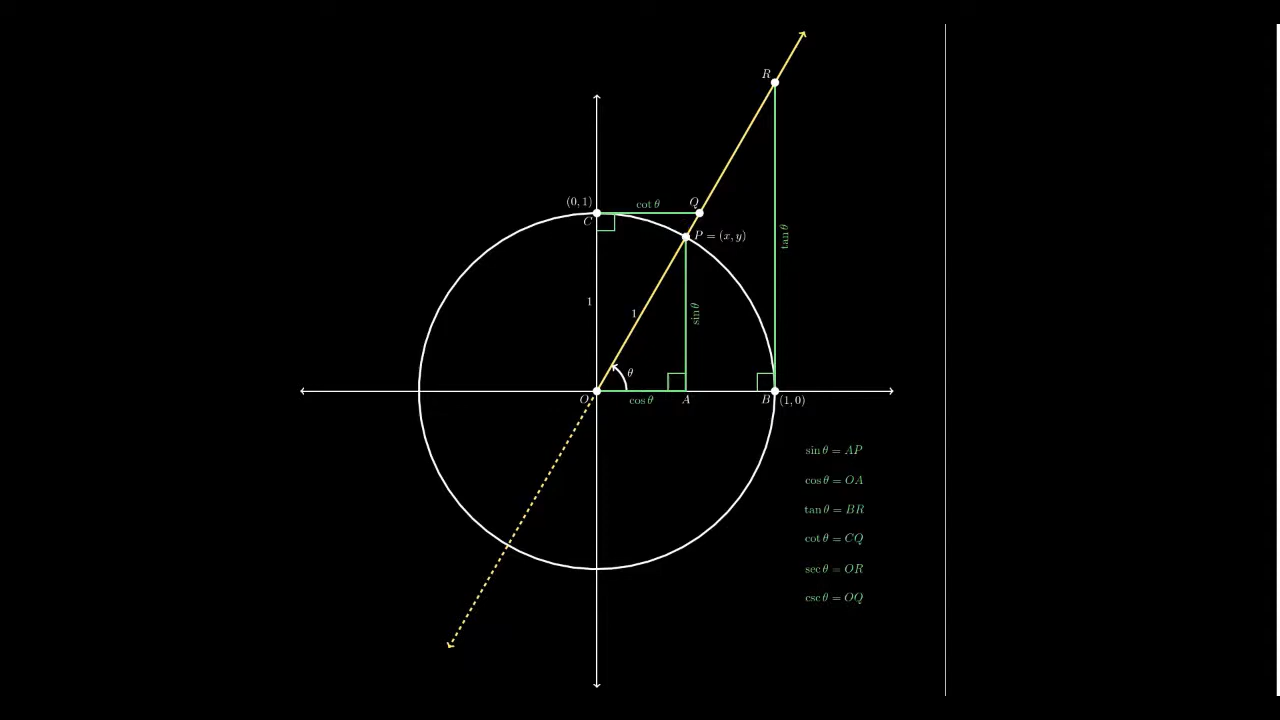 R
(0, 1)
cot θ
Q
C
P = (x, y)
tan θ
1
1
sin θ
θ
O
cos θ
A
B
(1, 0)
sin θ = AP
cos θ = OA
tan θ = BR
cot θ = CQ
sec θ = OR
csc θ = OQ